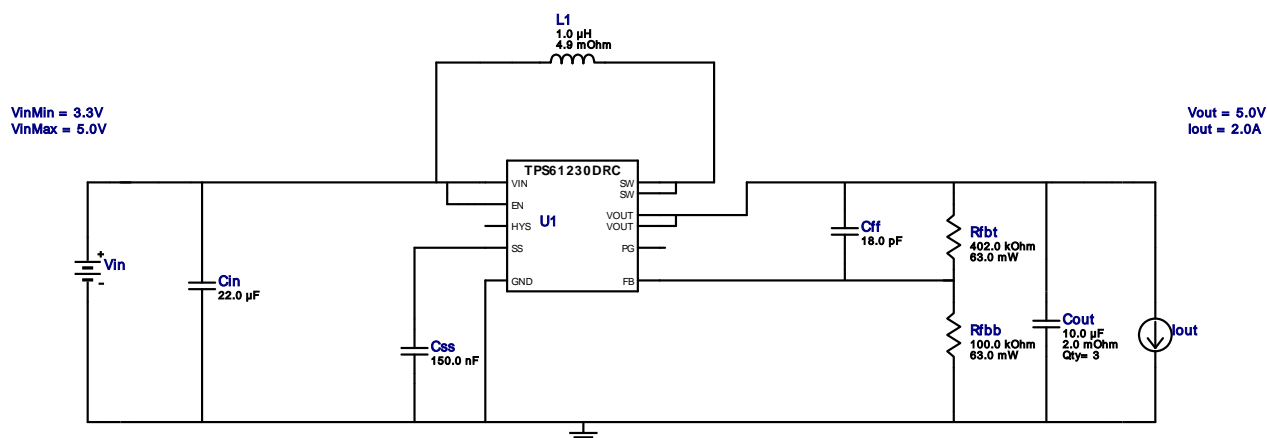 L1
1.0 µH
4.9 mOhm
VinMin = 3.3V
VinMax = 5.0V
Vout = 5.0V
Iout = 2.0A
TPS61230DRC
VIN
EN
HYS
SS
GND
U1
SW
SW
VOUT
VOUT
PG
FB
+
Vin
-
Cin
22.0 µF
Css
150.0 nF
Cff
18.0 pF
Rfbt
402.0 kOhm
63.0 mW
Rfbb
100.0 kOhm
63.0 mW
Cout
10.0 µF
2.0 mOhm
Qty= 3
Iout